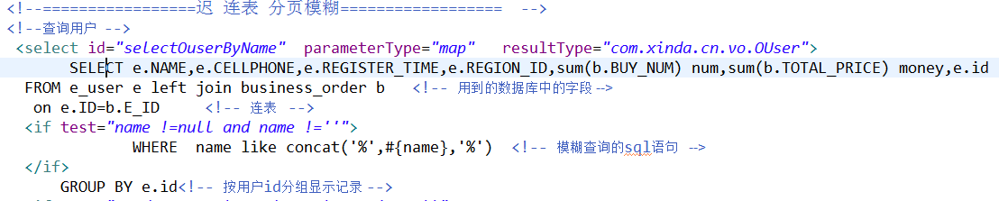 <!--=================迟 连表 分页模糊================== -->
<!--查询用户 -->
<select id="selectOuserByName" parameterType="map" resultType="com.xinda.cn.vo.OUser">
SELECT e.NAME,e.CELLPHONE,e.REGISTER_TIME,e.REGION_ID,sum(b.BUY_NUM) num,sum(b.TOTAL_PRICE) money,e.id
FROM e_user e left join business_order b <!-- 用到的数据库中的字段-->
on e.ID=b.E_ID <!-- 连表 -->
<if test="name !=null and name !=''">
WHERE name like concat('%',#{name},'%') <!-- 模糊查询的sql语句 -->
</if>
GROUP BY e.id<!-- 按用户id分组显示记录-->